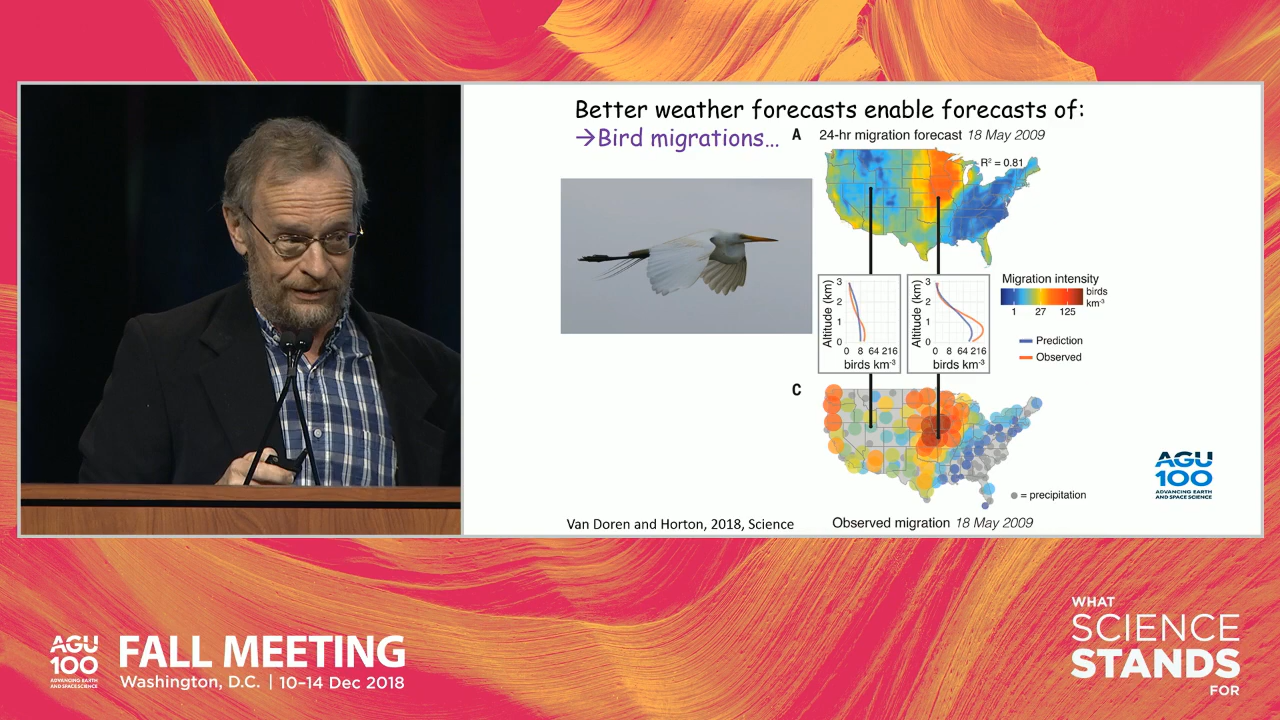 Better weather forecasts enable forecasts of:
→Bird migrations...
A 24-hr migration forecast 18 May 2009
R² = 0.81
Altitude (km)
3
2
1
0
0 8 64 216
birds km⁻³
Altitude (km)
3
2
1
0
0 8 64 216
birds km⁻³
Migration intensity
birds
km⁻³
1 27 125
Prediction
Observed
C
= precipitation
Observed migration 18 May 2009
Van Doren and Horton, 2018, Science
AGU
100
ADVANCING EARTH
AND SPACE SCIENCE
AGU
100
ADVANCING EARTH
AND SPACE SCIENCE
FALL MEETING
Washington, D.C. | 10–14 Dec 2018
WHAT
SCIENCE
STANDS
FOR